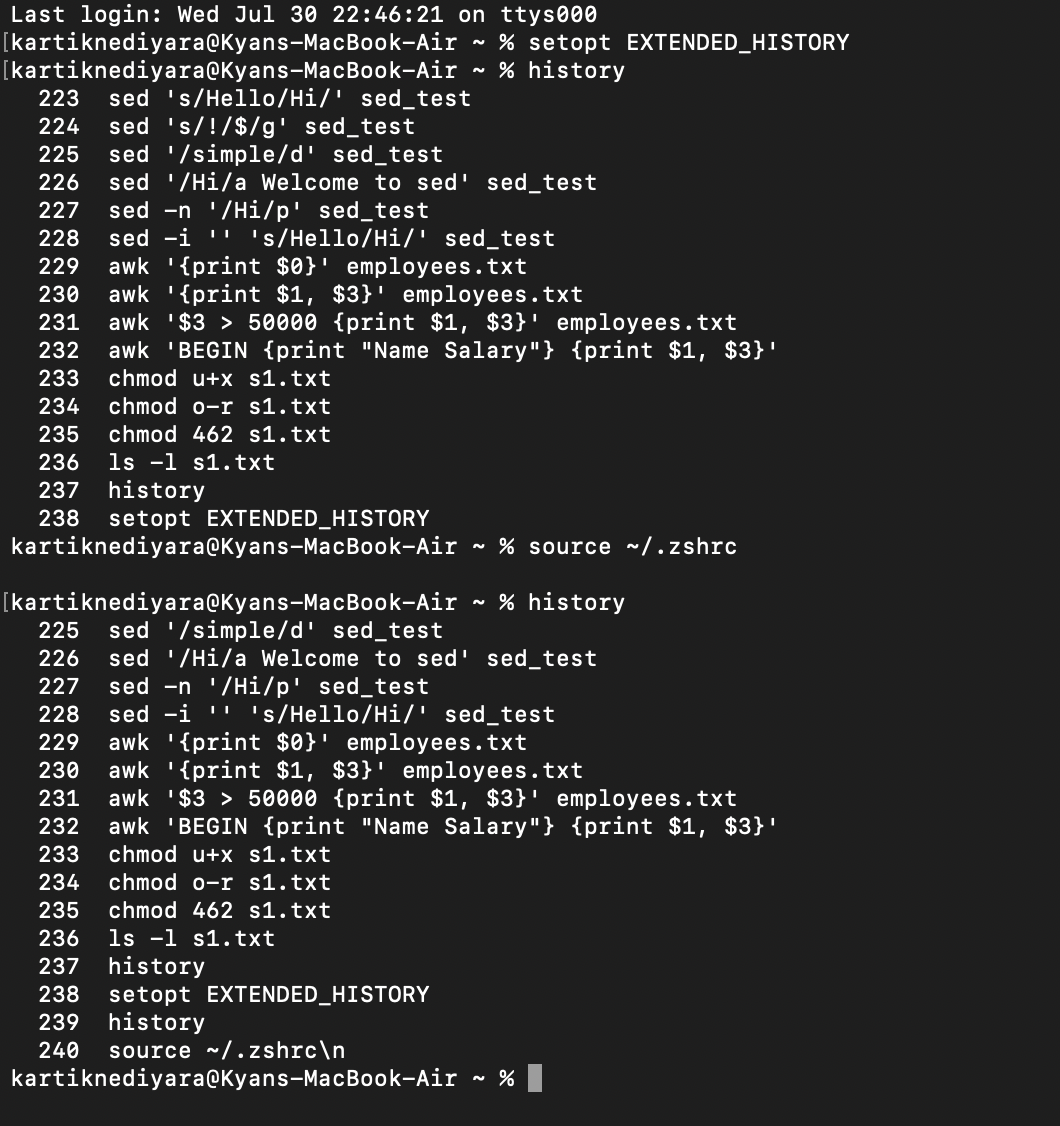 Last login: Wed Jul 30 22:46:21 on ttys000
[kartiknediyara@Kyans-MacBook-Air ~ % setopt EXTENDED_HISTORY
[kartiknediyara@Kyans-MacBook-Air ~ % history
  223  sed 's/Hello/Hi/' sed_test
  224  sed 's/!/$/g' sed_test
  225  sed '/simple/d' sed_test
  226  sed '/Hi/a Welcome to sed' sed_test
  227  sed -n '/Hi/p' sed_test
  228  sed -i '' 's/Hello/Hi/' sed_test
  229  awk '{print $0}' employees.txt
  230  awk '{print $1, $3}' employees.txt
  231  awk '$3 > 50000 {print $1, $3}' employees.txt
  232  awk 'BEGIN {print "Name Salary"} {print $1, $3}'
  233  chmod u+x s1.txt
  234  chmod o-r s1.txt
  235  chmod 462 s1.txt
  236  ls -l s1.txt
  237  history
  238  setopt EXTENDED_HISTORY
kartiknediyara@Kyans-MacBook-Air ~ % source ~/.zshrc
[kartiknediyara@Kyans-MacBook-Air ~ % history
  225  sed '/simple/d' sed_test
  226  sed '/Hi/a Welcome to sed' sed_test
  227  sed -n '/Hi/p' sed_test
  228  sed -i '' 's/Hello/Hi/' sed_test
  229  awk '{print $0}' employees.txt
  230  awk '{print $1, $3}' employees.txt
  231  awk '$3 > 50000 {print $1, $3}' employees.txt
  232  awk 'BEGIN {print "Name Salary"} {print $1, $3}'
  233  chmod u+x s1.txt
  234  chmod o-r s1.txt
  235  chmod 462 s1.txt
  236  ls -l s1.txt
  237  history
  238  setopt EXTENDED_HISTORY
  239  history
  240  source ~/.zshrc\n
kartiknediyara@Kyans-MacBook-Air ~ %